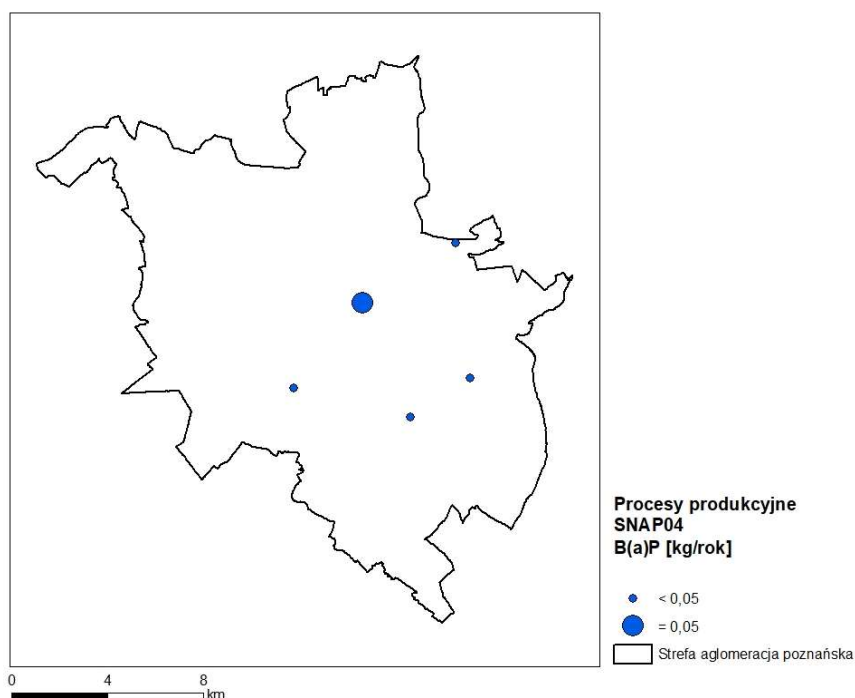 Procesy produkcyjne
SNAP04
B(a)P [kg/rok]
< 0,05
= 0,05
Strefa aglomeracja poznańska
0 4 8
km